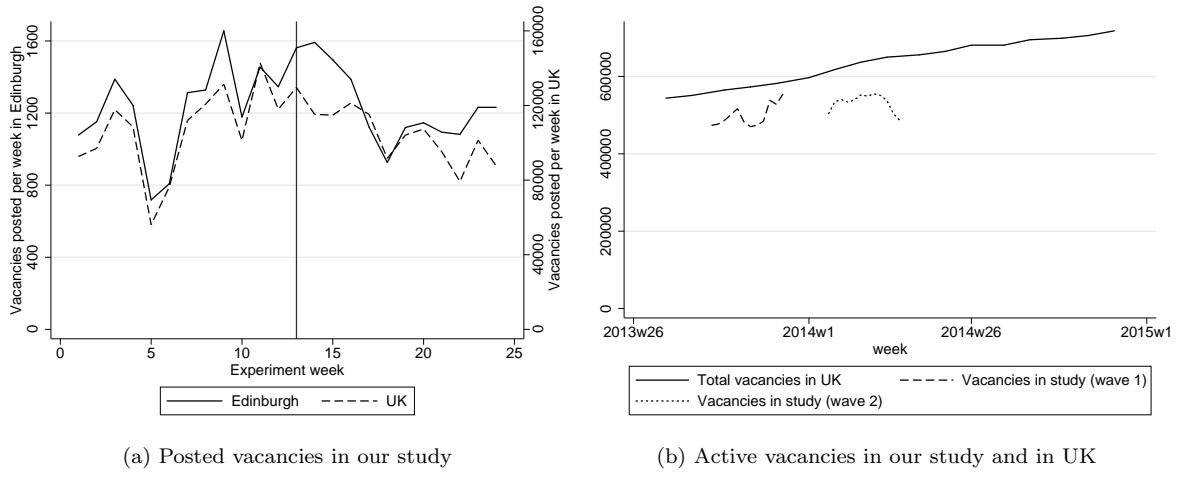 Vacancies posted per week in Edinburgh
0 400 800 1200 1600
Vacancies posted per week in UK
0 40000 80000 120000 160000
0 5 10 15 20 25
Experiment week
Edinburgh UK
(a) Posted vacancies in our study
0 200000 400000 600000
2013w26 2014w1 2014w26 2015w1
week
Total vacancies in UK Vacancies in study (wave 1)
Vacancies in study (wave 2)
(b) Active vacancies in our study and in UK